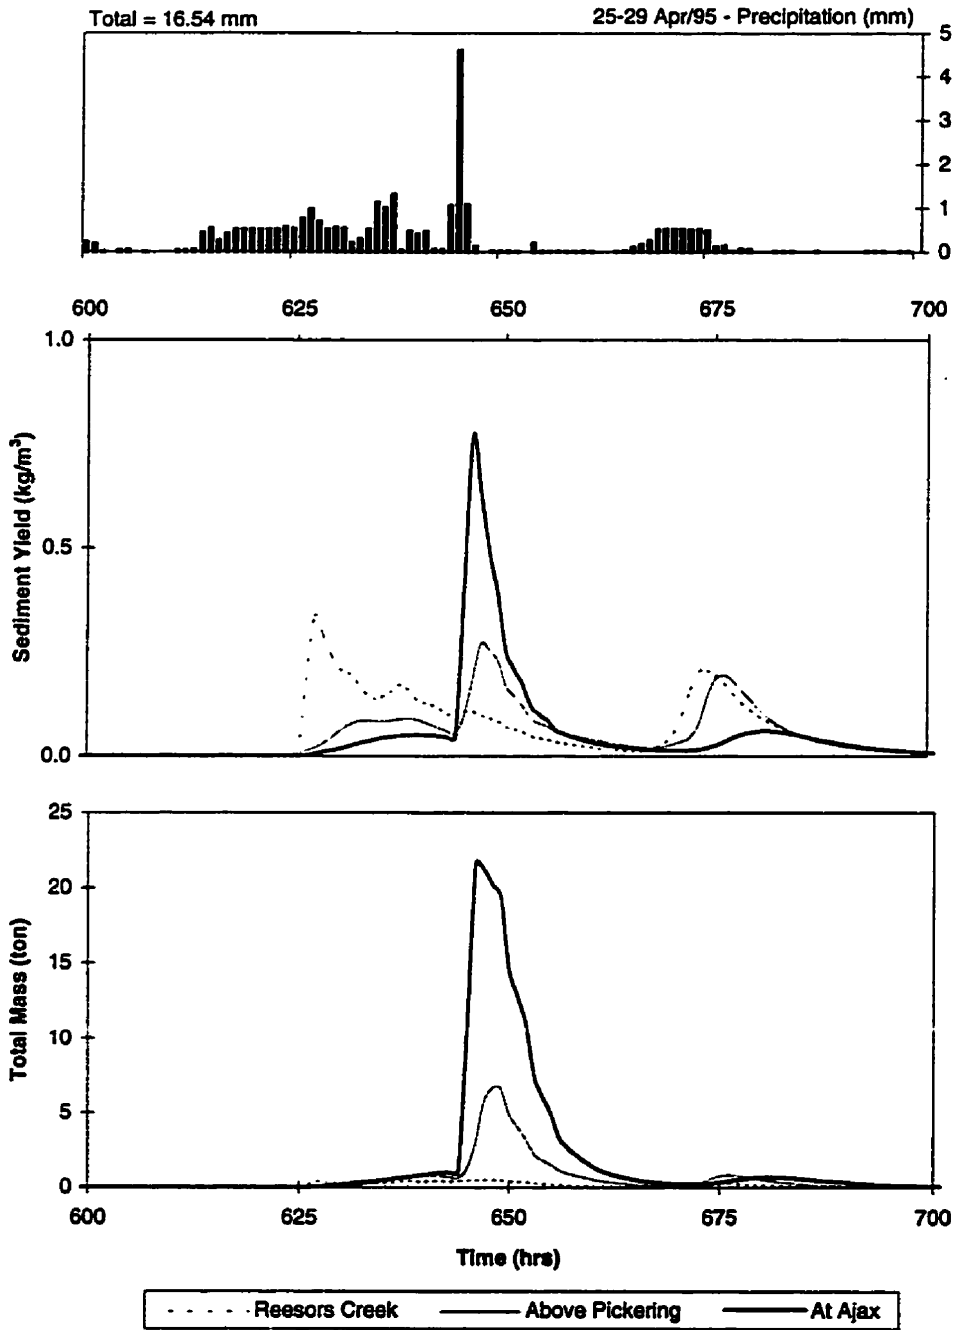 Total = 16.54 mm 25-29 Apr/95 - Precipitation (mm)
5
4
3
2
1
0
600 625 650 675 700
1.0
0.5
0.0
Sediment Yield (kg/m³)
25
20
15
10
5
0
Total Mass (ton)
600 625 650 675 700
Time (hrs)
Reesors Creek Above Pickering At Ajax